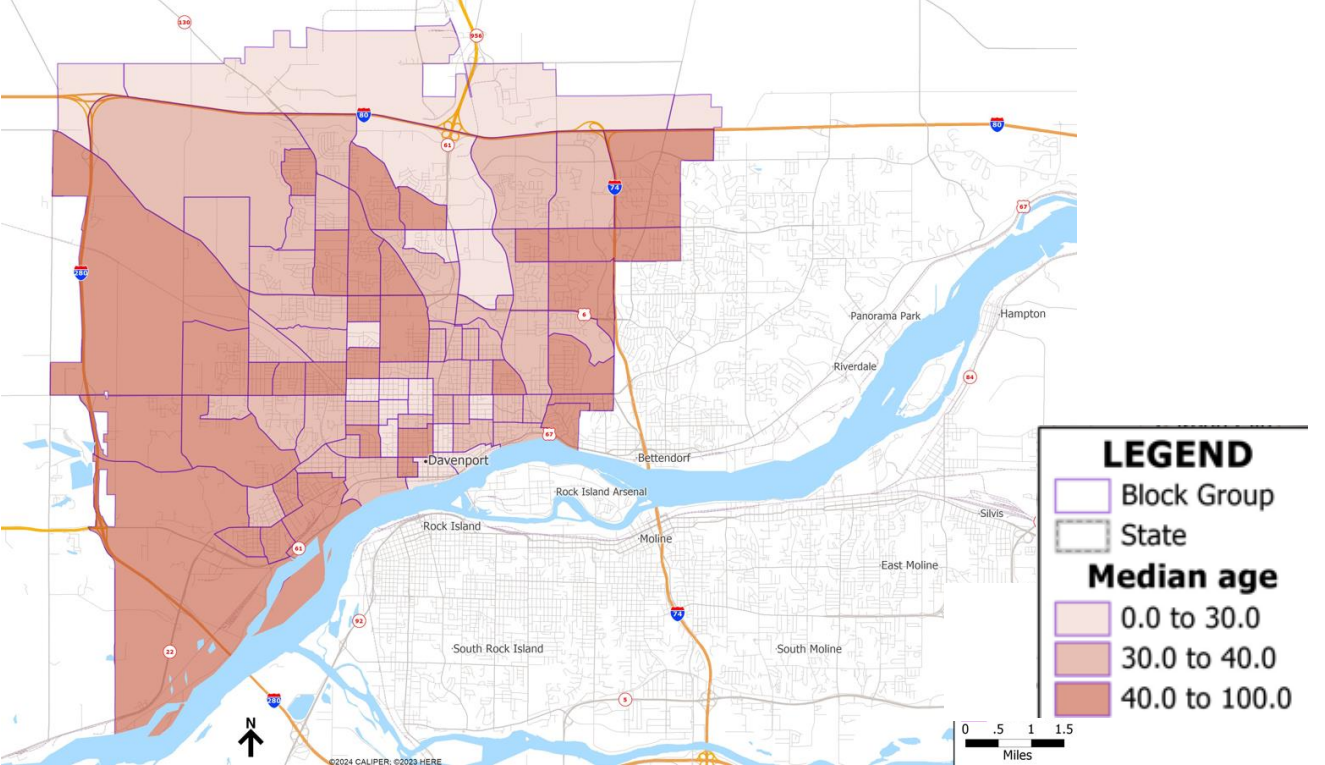 130
956
80
80
61
74
67
280
6
Panorama Park
Hampton
Riverdale
84
67
Davenport
Bettendorf
Rock Island Arsenal
Rock Island
Silvis
Moline
61
East Moline
92
74
22
South Rock Island
South Moline
280
5
N
©2024 CALIPER; ©2023 HERE
LEGEND
Block Group
State
Median age
0.0 to 30.0
30.0 to 40.0
40.0 to 100.0
0 .5 1 1.5
Miles